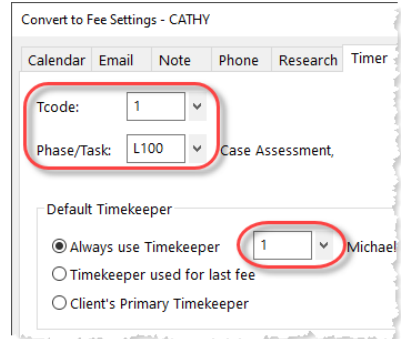 Convert to Fee Settings - CATHY
Calendar Email Note Phone Research Timer
Tcode: 1
Phase/Task: L100 Case Assessment,
Default Timekeeper
Always use Timekeeper 1 Michael
Timekeeper used for last fee
Client's Primary Timekeeper